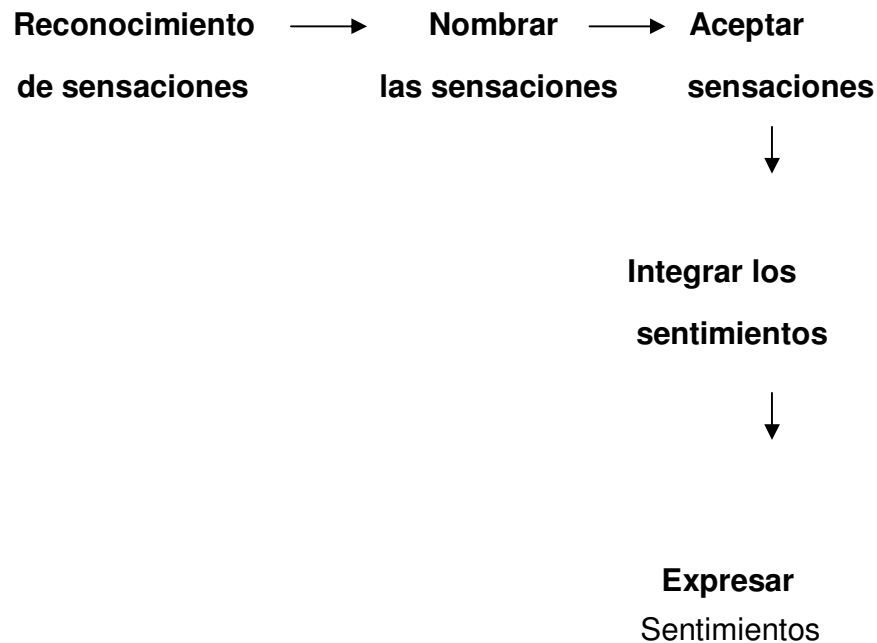 Reconocimiento Nombrar Aceptar
de sensaciones las sensaciones sensaciones
Integrar los
sentimientos
Expresar
Sentimientos